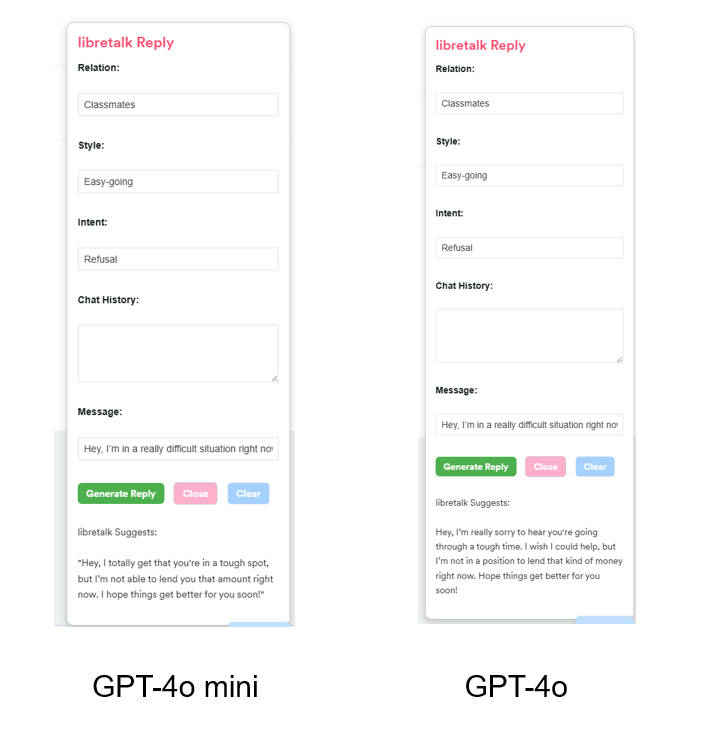 libretalk Reply
Relation:
Classmates
Style:
Easy-going
Intent:
Refusal
Chat History:
Message:
Hey, I'm in a really difficult situation right nov
Generate Reply Close Clear
libretalk Suggests:
"Hey, I totally get that you're in a tough spot,
but I'm not able to lend you that amount right
now. I hope things get better for you soon!"
GPT-4o mini
libretalk Reply
Relation:
Classmates
Style:
Easy-going
Intent:
Refusal
Chat History:
Message:
Hey, I'm in a really difficult situation right nov
Generate Reply Close Clear
libretalk Suggests:
Hey, I'm really sorry to hear you're going
through a tough time. I wish I could help, but
I'm not in a position to lend that kind of money
right now. Hope things get better for you
soon!
GPT-4o